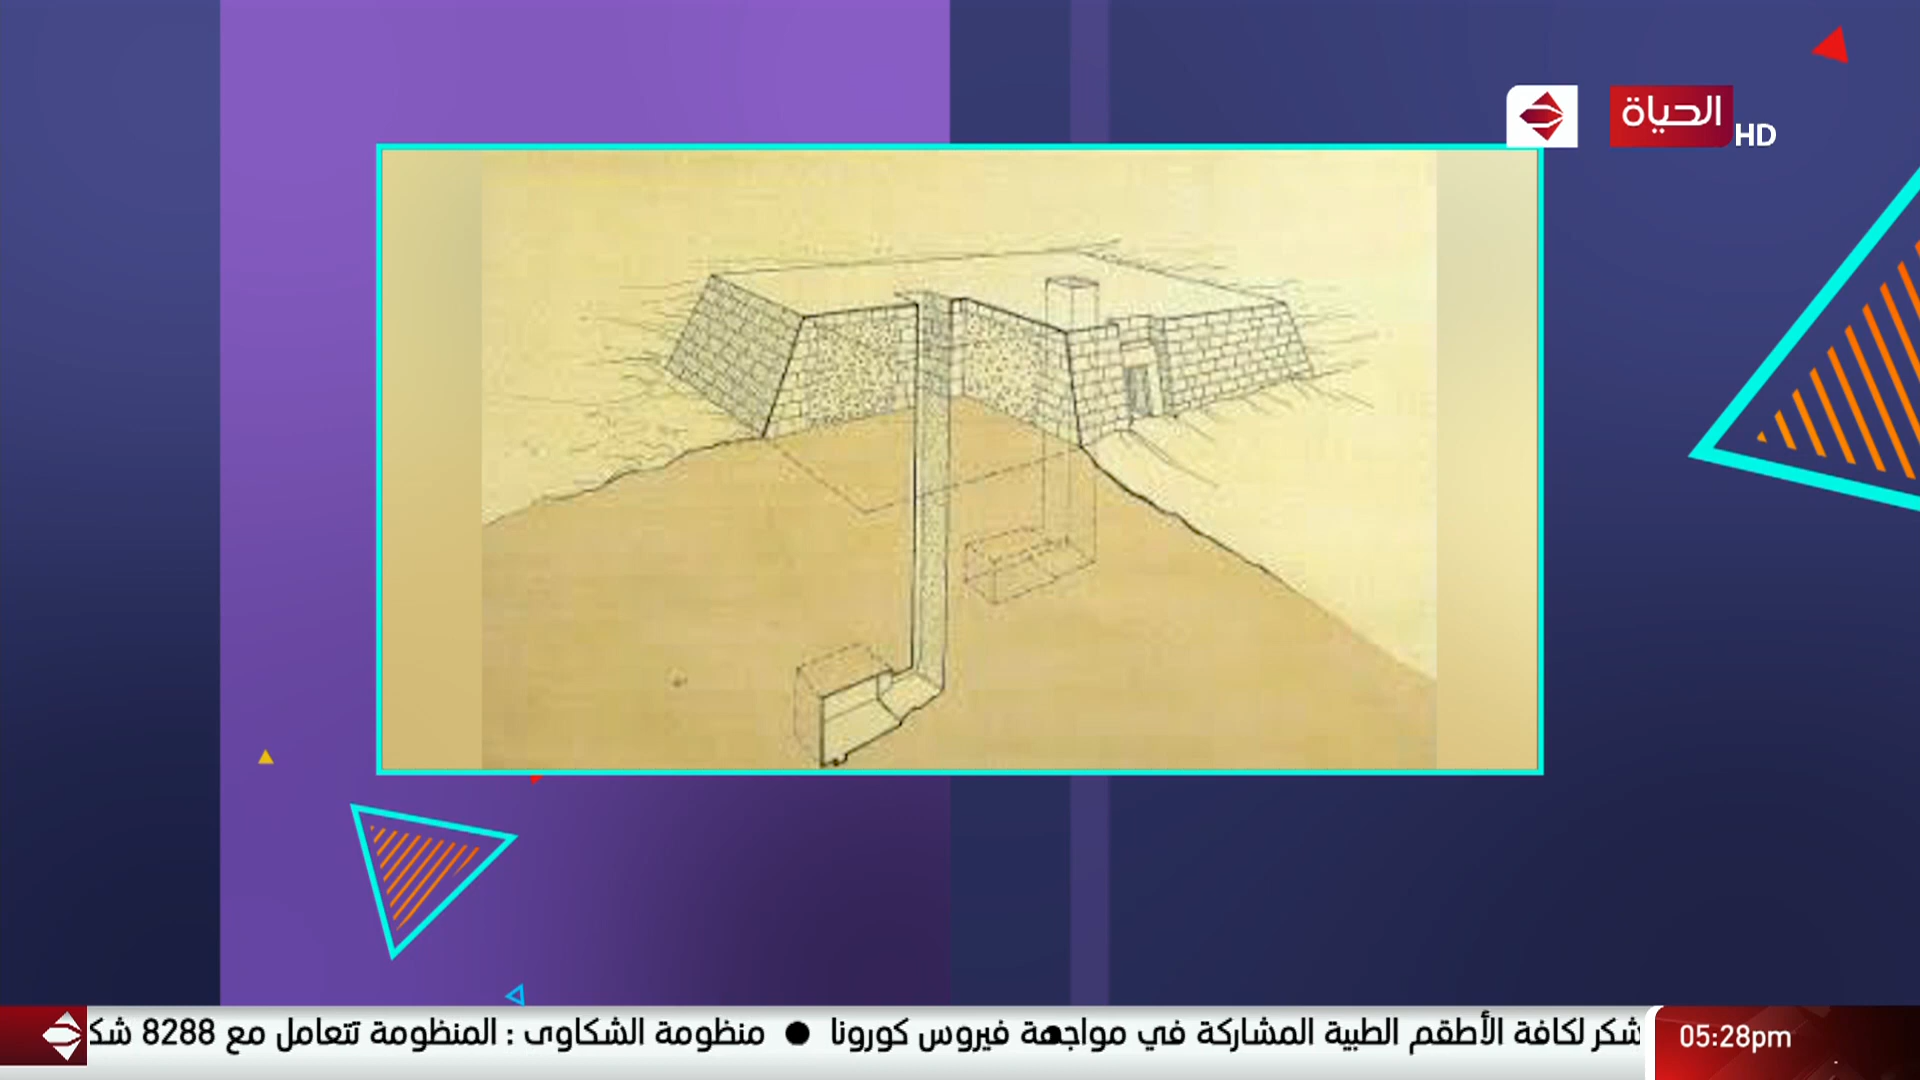 الحياة
HD
شكر لكافة الأطقم الطبية المشاركة في مواجهة فيروس كورونا ● منظومة الشكاوى : المنظومة تتعامل مع 8288 شك
05:28pm